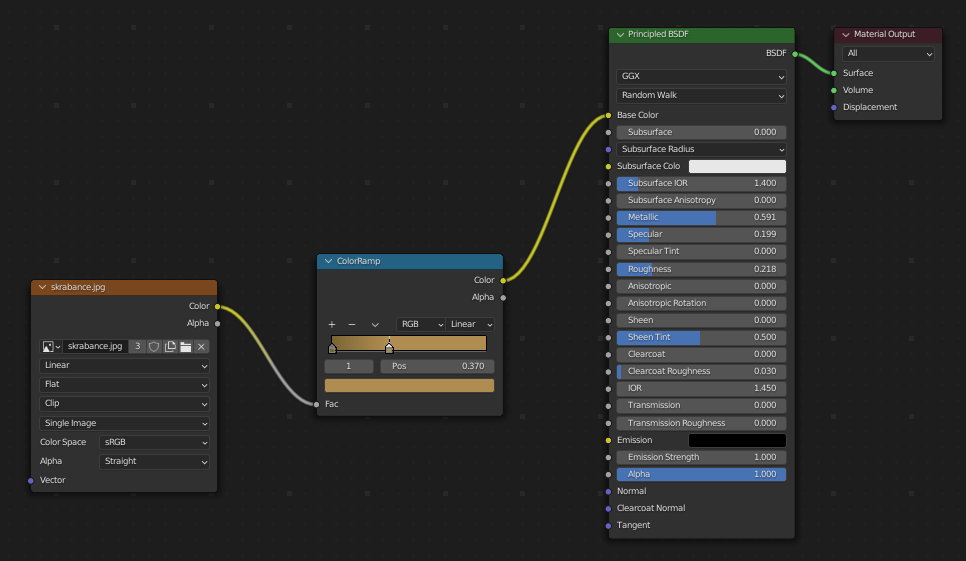 skrabance.jpg
Color
Alpha
skrabance.jpg 3
Linear
Flat
Clip
Single Image
Color Space sRGB
Alpha Straight
Vector
ColorRamp
Color
Alpha
RGB Linear
1 Pos 0.370
Fac
Principled BSDF
BSDF
GGX
Random Walk
Base Color
Subsurface 0.000
Subsurface Radius
Subsurface Colo
Subsurface IOR 1.400
Subsurface Anisotropy 0.000
Metallic 0.591
Specular 0.199
Specular Tint 0.000
Roughness 0.218
Anisotropic 0.000
Anisotropic Rotation 0.000
Sheen 0.000
Sheen Tint 0.500
Clearcoat 0.000
Clearcoat Roughness 0.030
IOR 1.450
Transmission 0.000
Transmission Roughness 0.000
Emission
Emission Strength 1.000
Alpha 1.000
Normal
Clearcoat Normal
Tangent
Material Output
All
Surface
Volume
Displacement